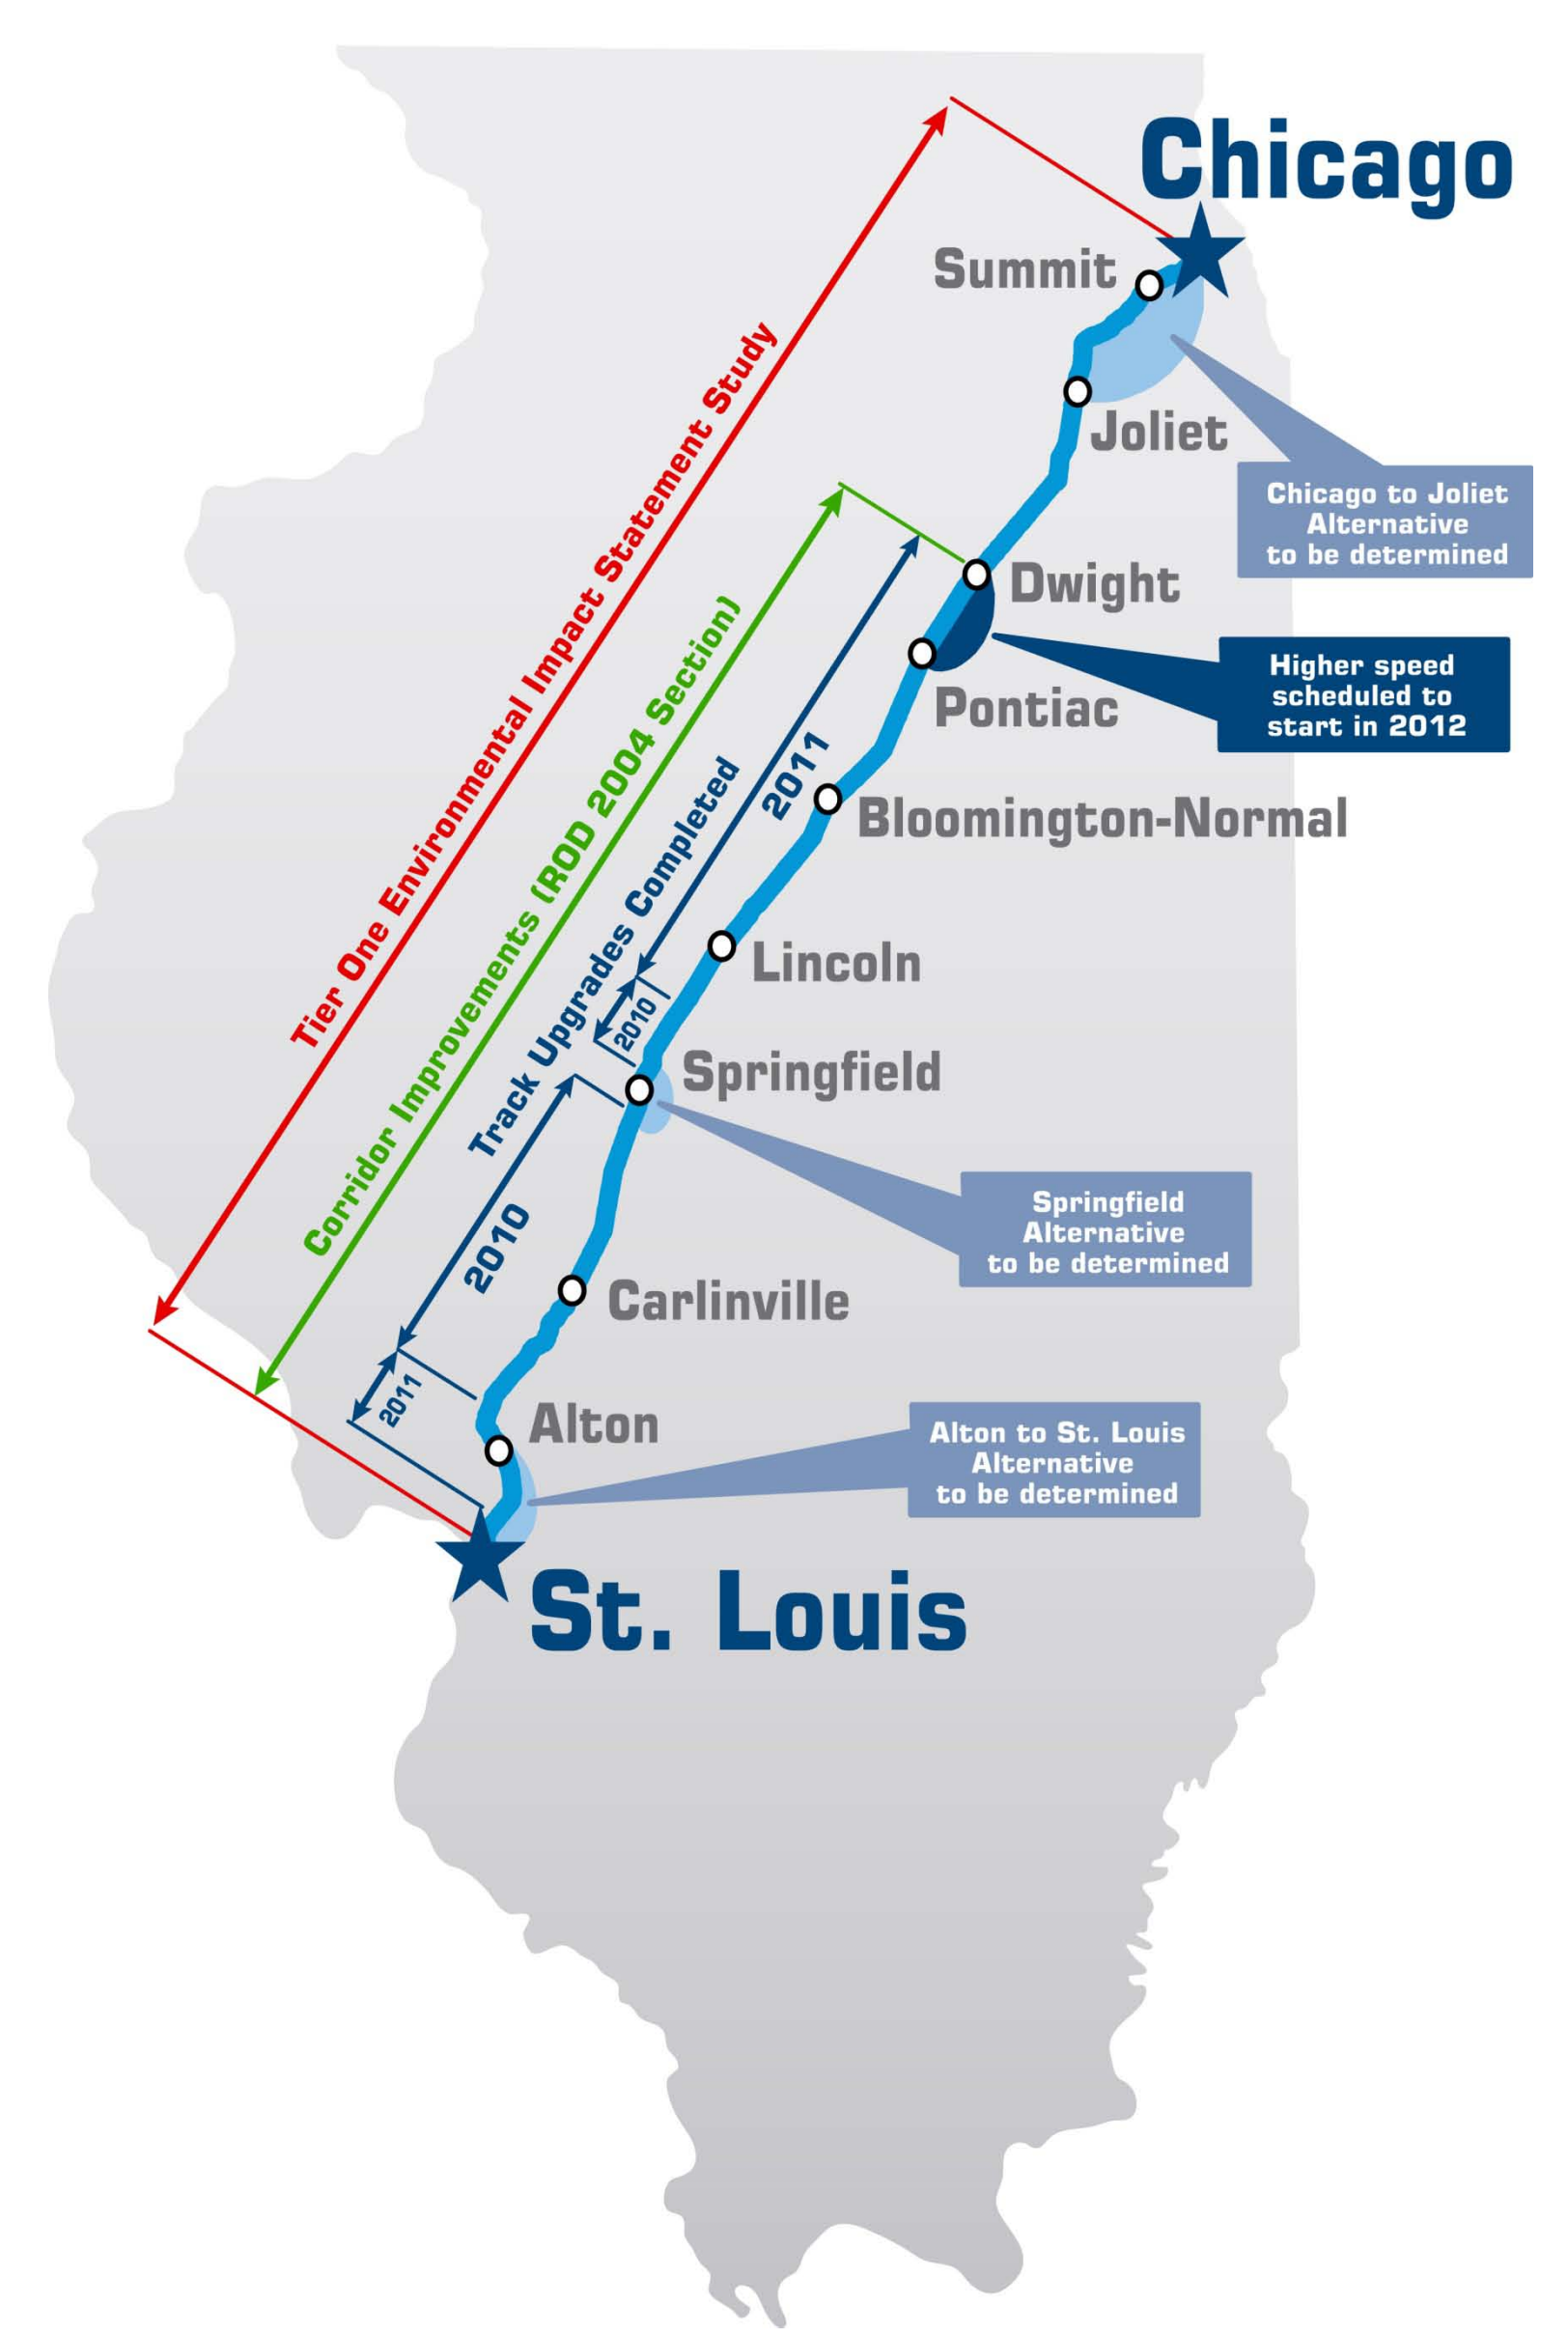 Chicago
Summit
Joliet
Chicago to Joliet
Alternative
to be determined
Tier One Environmental Impact Statement Study
Corridor Improvements (ROD 2004 Section)
Track Upgrades Completed
Dwight
Higher speed
scheduled to
start in 2012
Pontiac
2011
Bloomington-Normal
Lincoln
2010
Springfield
Springfield
Alternative
to be determined
2010
Carlinville
2011
Alton
Alton to St. Louis
Alternative
to be determined
St. Louis